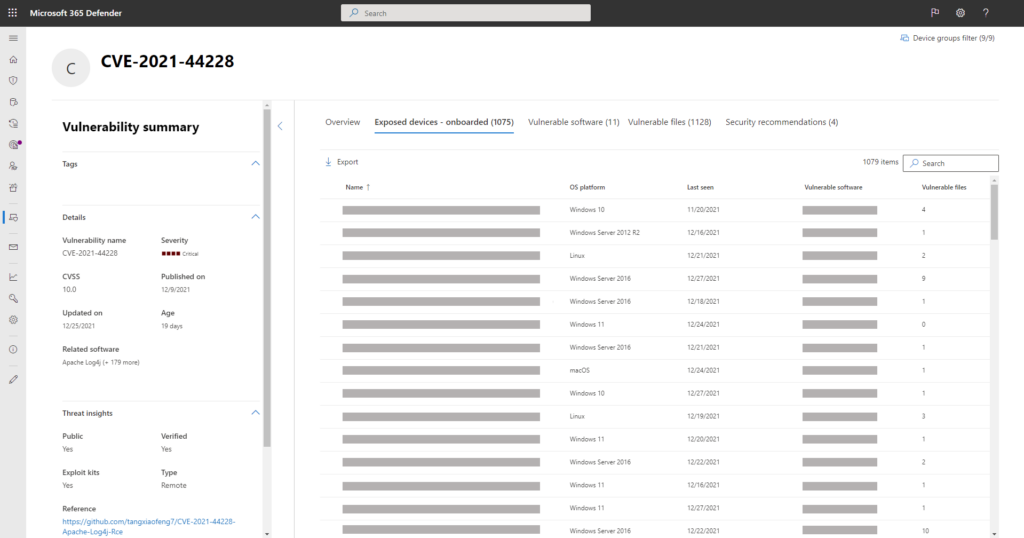 Microsoft 365 Defender
Search
Device groups filter (9/9)
C
CVE-2021-44228
Vulnerability summary
Tags
Details
Vulnerability name
Severity
CVE-2021-44228
Critical
CVSS
Published on
10.0
12/9/2021
Updated on
Age
12/25/2021
19 days
Related software
Apache Log4j (+ 179 more)
Threat insights
Public
Verified
Yes
Yes
Exploit kits
Type
Yes
Remote
Reference
https://github.com/tangxiaofeng7/CVE-2021-44228-
Apache-Log4j-Rce
Overview
Exposed devices - onboarded (1075)
Vulnerable software (11)
Vulnerable files (1128)
Security recommendations (4)
Export
1079 items
Search
Name ↑ OS platform Last seen Vulnerable software Vulnerable files
Windows 10 11/20/2021 4
Windows Server 2012 R2 12/16/2021 1
Linux 12/21/2021 2
Windows Server 2016 12/27/2021 9
Windows Server 2016 12/18/2021 1
Windows 11 12/24/2021 0
Windows Server 2016 12/21/2021 1
macOS 12/24/2021 1
Windows 10 12/27/2021 1
Linux 12/19/2021 3
Windows 11 12/20/2021 1
Windows Server 2016 12/22/2021 2
Windows 11 12/16/2021 1
Windows 11 12/27/2021 1
Windows Server 2016 12/22/2021 10